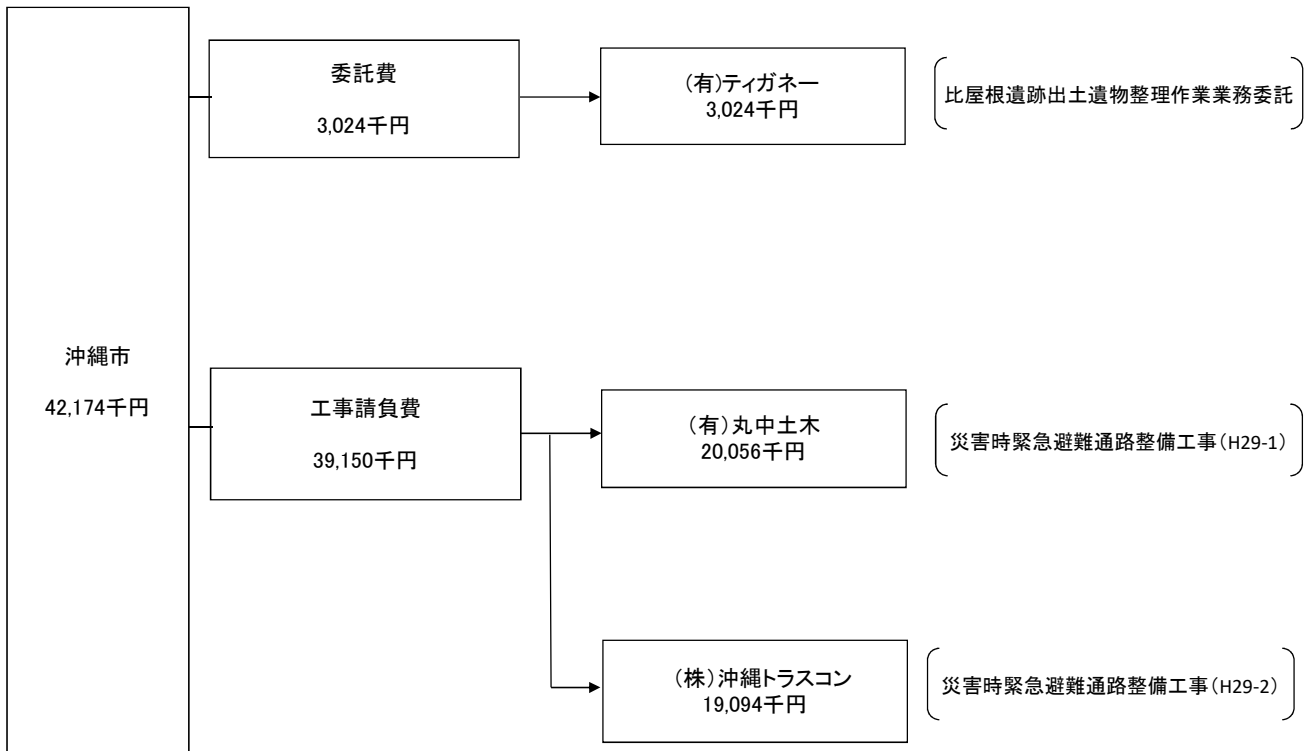 委託費
3,024千円
(有)ティガネー
3,024千円
比屋根遺跡出土遺物整理作業業務委託
沖縄市
42,174千円
工事請負費
39,150千円
(有)丸中土木
20,056千円
災害時緊急避難通路整備工事(H29-1)
(株)沖縄トラスコン
19,094千円
災害時緊急避難通路整備工事(H29-2)